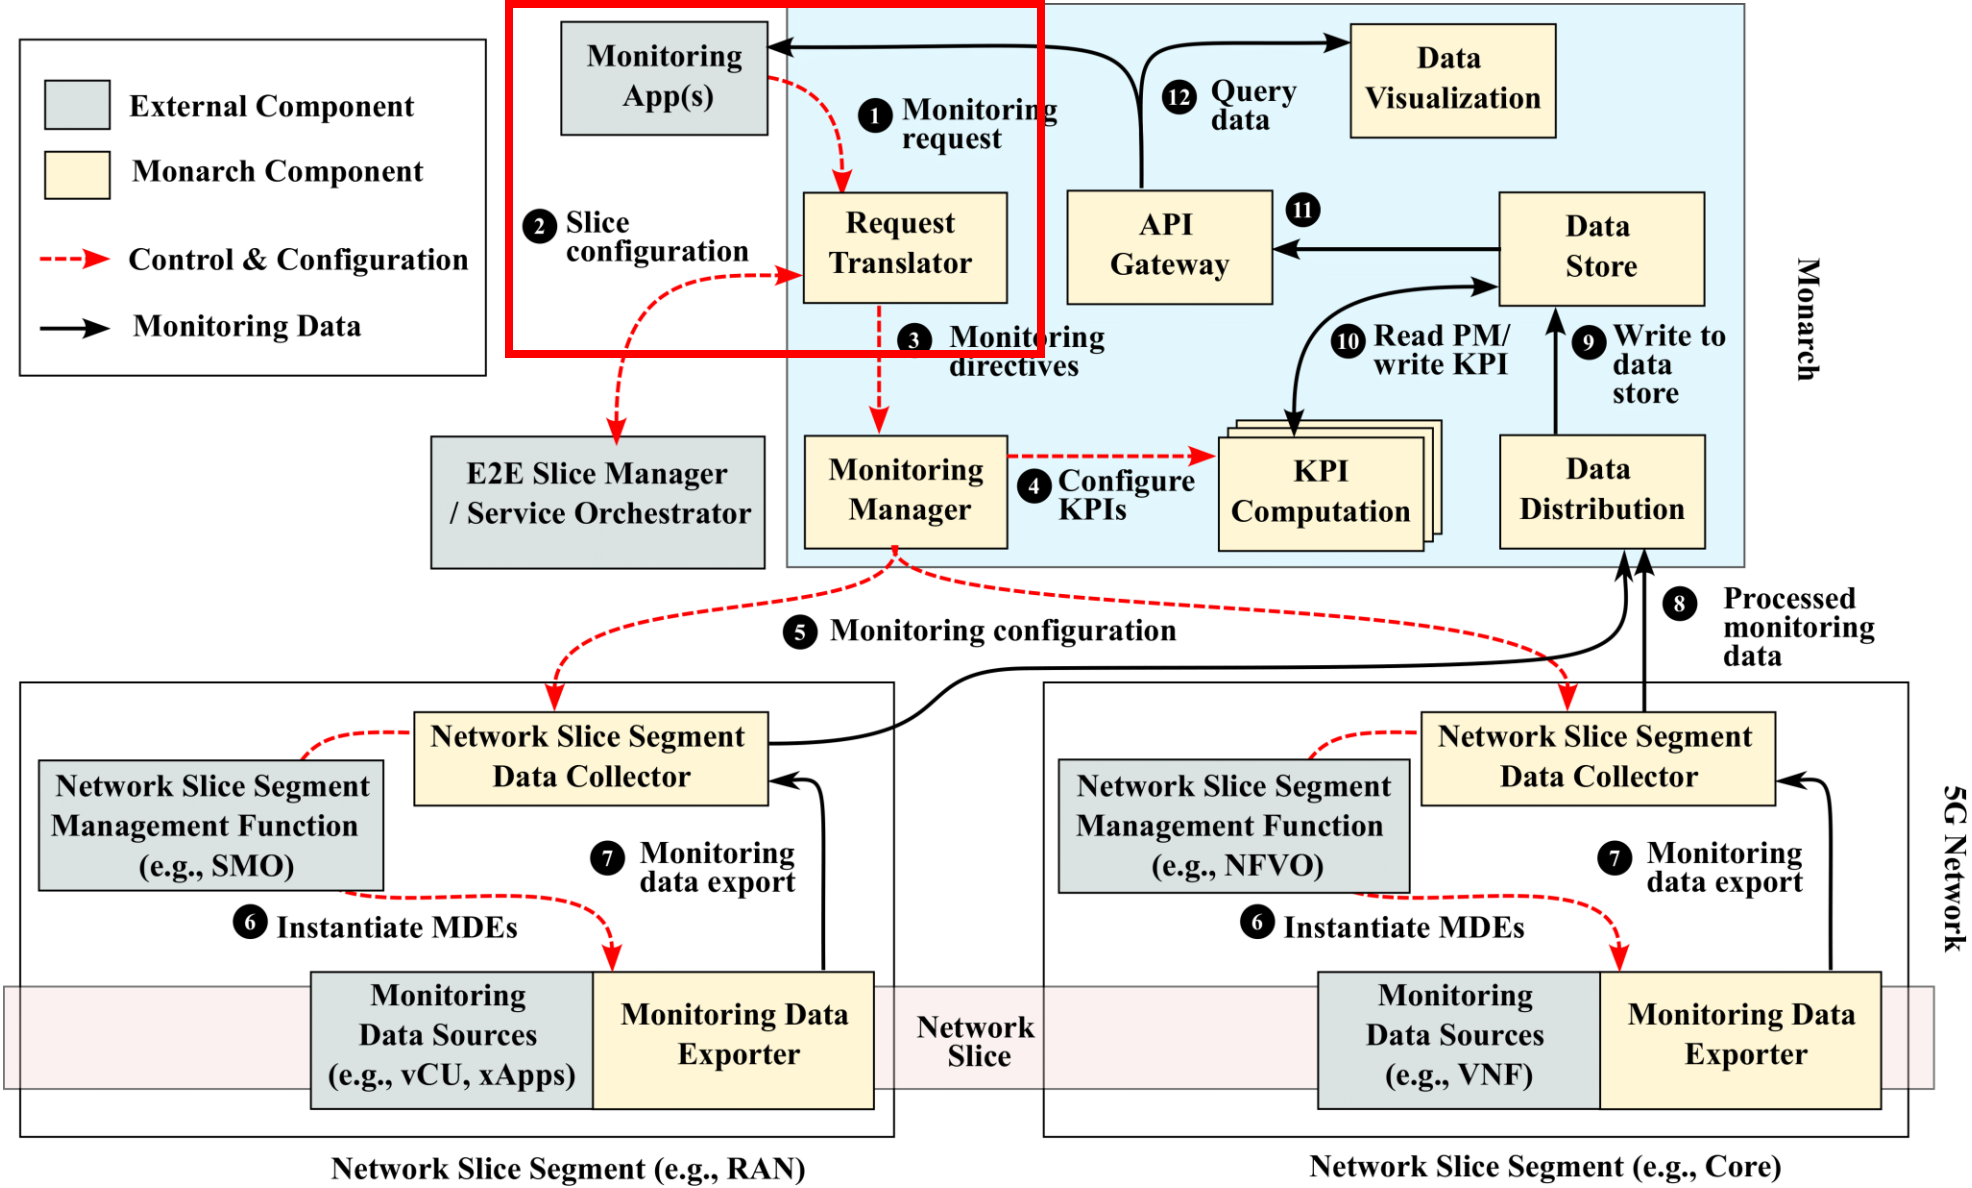 External Component
Monarch Component
Control & Configuration
Monitoring Data
Monitoring
App(s)
1 Monitoring
request
2 Slice
configuration
Request
Translator
3 Monitoring
directives
E2E Slice Manager
/ Service Orchestrator
Monitoring
Manager
4 Configure
KPIs
KPI
Computation
API
Gateway
12 Query
data
Data
Visualization
11
Data
Store
10 Read PM/
write KPI
9 Write to
data
store
Data
Distribution
Monarch
8 Processed
monitoring
data
5 Monitoring configuration
Network Slice Segment
Data Collector
Network Slice Segment
Management Function
(e.g., SMO)
7 Monitoring
data export
6 Instantiate MDEs
Monitoring
Data Sources
(e.g., vCU, xApps)
Monitoring Data
Exporter
Network Slice Segment (e.g., RAN)
Network
Slice
Network Slice Segment
Data Collector
Network Slice Segment
Management Function
(e.g., NFVO)
7 Monitoring
data export
6 Instantiate MDEs
Monitoring
Data Sources
(e.g., VNF)
Monitoring Data
Exporter
Network Slice Segment (e.g., Core)
5G Network